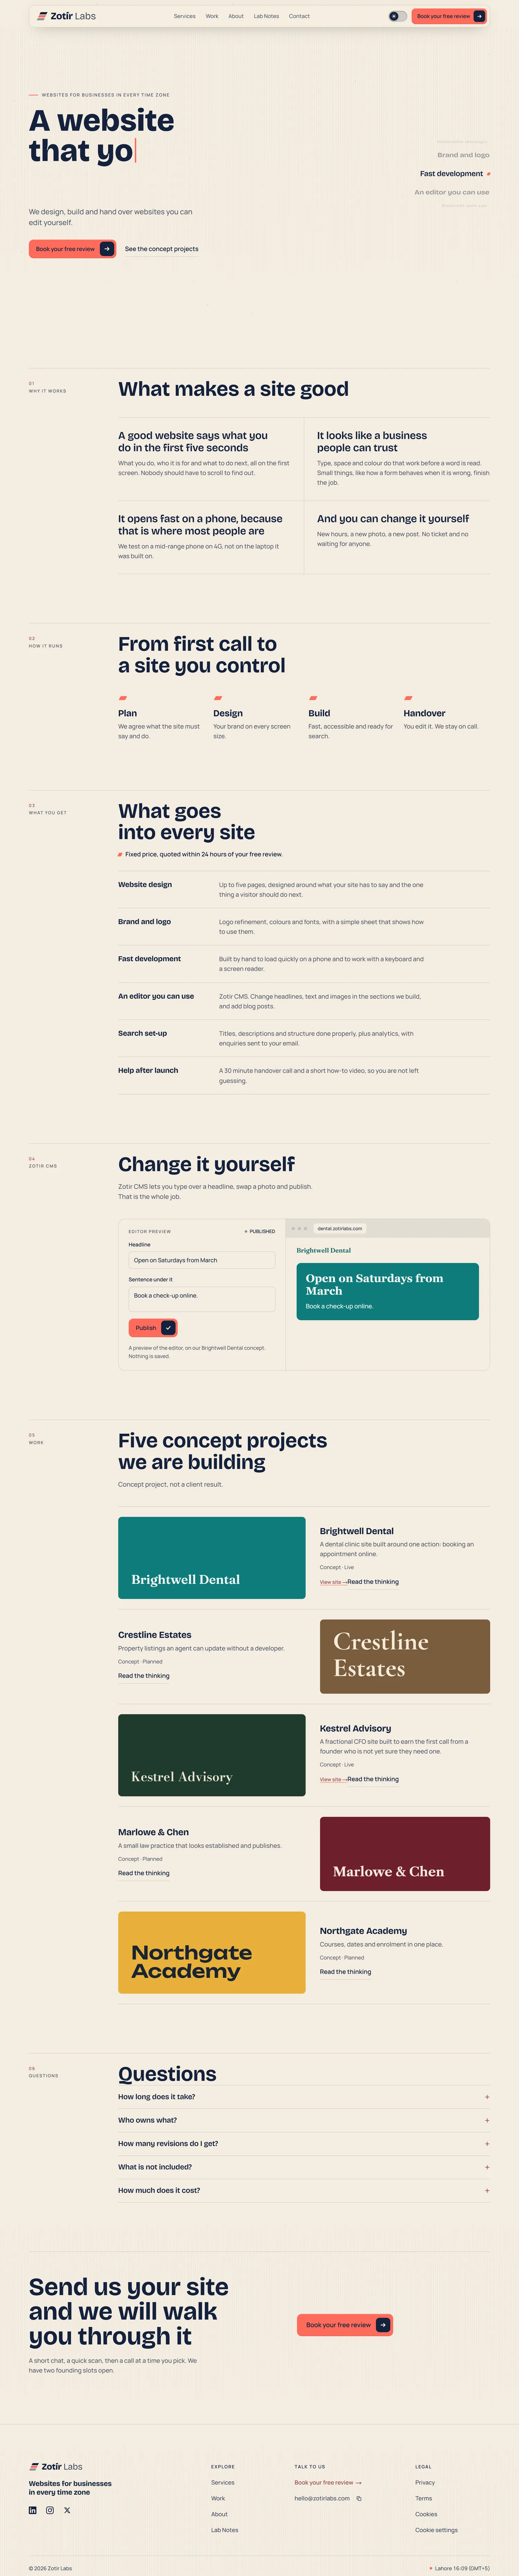 Zotir Labs
Services Work About Lab Notes Contact
Book your free review
WEBSITES FOR BUSINESSES IN EVERY TIME ZONE
A website
that yo
Brand and logo
Fast development
An editor you can use
We design, build and hand over websites you can
edit yourself.
Book your free review
See the concept projects
01
WHY IT WORKS
What makes a site good
A good website says what you
do in the first five seconds
What you do, who it is for and what to do next, all on the first
screen. Nobody should have to scroll to find out.
It looks like a business
people can trust
Type, space and colour do that work before a word is read.
Small things, like how a form behaves when it is wrong, finish
the job.
It opens fast on a phone, because
that is where most people are
We test on a mid-range phone on 4G, not on the laptop it
was built on.
And you can change it yourself
New hours, a new photo, a new post. No ticket and no
waiting for anyone.
02
HOW IT RUNS
From first call to
a site you control
Plan
We agree what the site must
say and do.
Design
Your brand on every screen
size.
Build
Fast, accessible and ready for
search.
Handover
You edit it. We stay on call.
03
WHAT YOU GET
What goes
into every site
Fixed price, quoted within 24 hours of your free review.
Website design
Up to five pages, designed around what your site has to say and the one
thing a visitor should do next.
Brand and logo
Logo refinement, colours and fonts, with a simple sheet that shows how
to use them.
Fast development
Built by hand to load quickly on a phone and to work with a keyboard and
a screen reader.
An editor you can use
Zotir CMS. Change headlines, text and images in the sections we build,
and add blog posts.
Search set-up
Titles, descriptions and structure done properly, plus analytics, with
enquiries sent to your email.
Help after launch
A 30 minute handover call and a short how-to video, so you are not left
guessing.
04
ZOTIR CMS
Change it yourself
Zotir CMS lets you type over a headline, swap a photo and publish.
That is the whole job.
EDITOR PREVIEW
PUBLISHED
Headline
Open on Saturdays from March
Sentence under it
Book a check-up online.
Publish
A preview of the editor, on our Brightwell Dental concept.
Nothing is saved.
dental.zotirlabs.com
Brightwell Dental
Open on Saturdays from
March
Book a check-up online.
05
WORK
Five concept projects
we are building
Concept project, not a client result.
Brightwell Dental
Brightwell Dental
A dental clinic site built around one action: booking an
appointment online.
Concept · Live
View site → Read the thinking
Crestline Estates
Property listings an agent can update without a developer.
Concept · Planned
Read the thinking
Crestline
Estates
Kestrel Advisory
Kestrel Advisory
A fractional CFO site built to earn the first call from a
founder who is not yet sure they need one.
Concept · Live
View site → Read the thinking
Marlowe & Chen
A small law practice that looks established and publishes.
Concept · Planned
Read the thinking
Marlowe & Chen
Northgate
Academy
Northgate Academy
Courses, dates and enrolment in one place.
Concept · Planned
Read the thinking
06
QUESTIONS
Questions
How long does it take? +
Who owns what? +
How many revisions do I get? +
What is not included? +
How much does it cost? +
Send us your site
and we will walk
you through it
A short chat, a quick scan, then a call at a time you pick. We
have two founding slots open.
Book your free review
Zotir Labs
Websites for businesses
in every time zone
EXPLORE
Services
Work
About
Lab Notes
TALK TO US
Book your free review →
hello@zotirlabs.com
LEGAL
Privacy
Terms
Cookies
Cookie settings
© 2026 Zotir Labs
Lahore 16:09 (GMT+5)